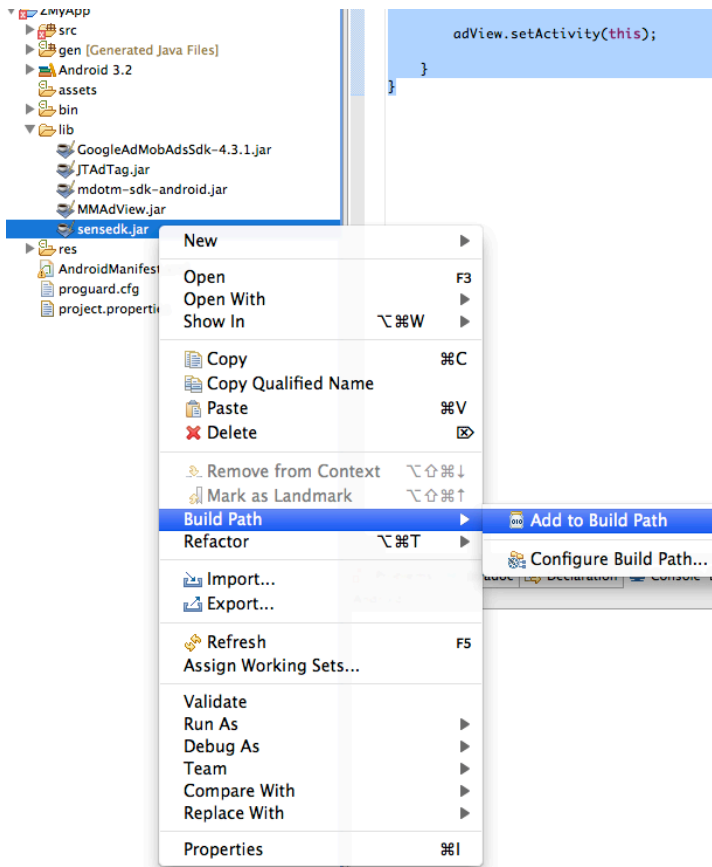 ZMyApp
src
gen [Generated Java Files]
Android 3.2
assets
bin
lib
GoogleAdMobAdsSdk-4.3.1.jar
JTAdTag.jar
mdotm-sdk-android.jar
MMAdView.jar
sensedk.jar
res
AndroidManifest
proguard.cfg
project.properti
adView.setActivity(this);
}
}
New
Open F3
Open With
Show In ⌥⌘W
Copy ⌘C
Copy Qualified Name
Paste ⌘V
Delete ⌦
Remove from Context ⌥⇧⌘↓
Mark as Landmark ⌥⇧⌘↑
Build Path
Refactor ⌥⌘T
Import...
Export...
Refresh F5
Assign Working Sets...
Validate
Run As
Debug As
Team
Compare With
Replace With
Properties ⌘I
Add to Build Path
Configure Build Path...
Declaration Console